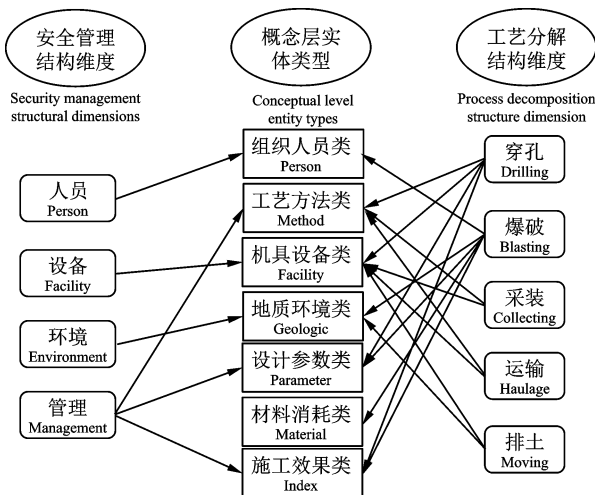 安全管理
结构维度
Security management
structural dimensions
人员
Person
设备
Facility
环境
Environment
管理
Management
概念层实
体类型
Conceptual level
entity types
组织人员类
Person
工艺方法类
Method
机具设备类
Facility
地质环境类
Geologic
设计参数类
Parameter
材料消耗类
Material
施工效果类
Index
工艺分解
结构维度
Process decomposition
structure dimension
穿孔
Drilling
爆破
Blasting
采装
Collecting
运输
Haulage
排土
Moving